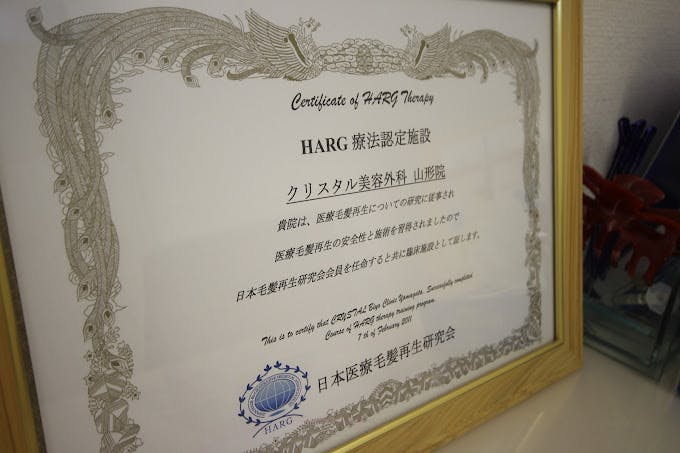 Certificate of HARG Therapy
HARG 療法認定施設
クリスタル美容外科 山形院
貴院は、医療毛髪再生についての研究に従事され
医療毛髪再生の安全性と施術を習得されましたので
日本毛髪再生研究会会員を任命すると共に臨床施設として証します。
This is to certify that CRYSTAL Biyo Clinic Yamagata. Successfully completed
Course of HARG therapy training program.
7 th of February 2011
日本医療毛髪再生研究会
HARG